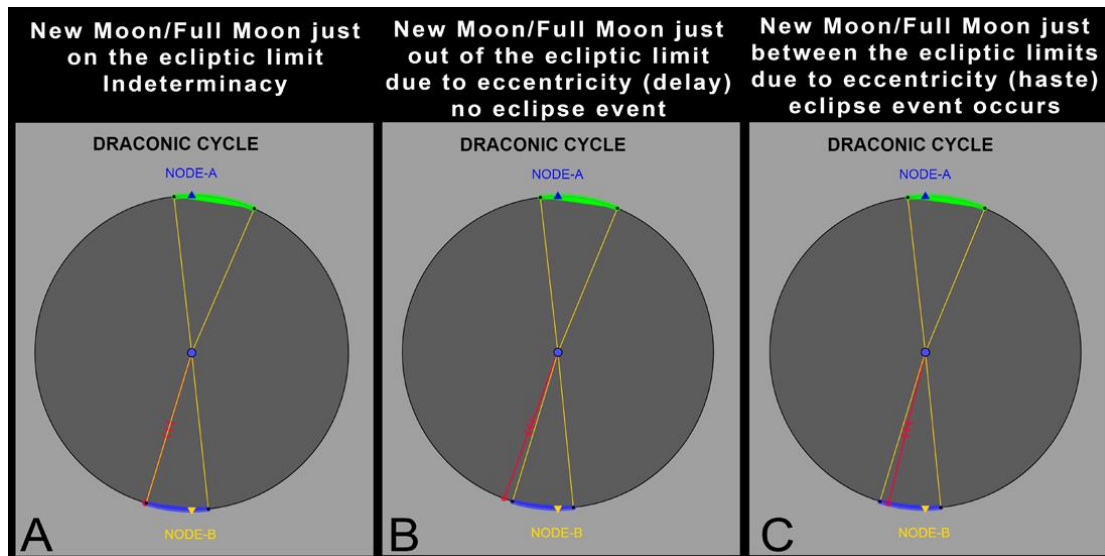 New Moon/Full Moon just
on the ecliptic limit
Indeterminacy
New Moon/Full Moon just
out of the ecliptic limit
due to eccentricity (delay)
no eclipse event
New Moon/Full Moon just
between the ecliptic limits
due to eccentricity (haste)
eclipse event occurs
DRACONIC CYCLE
NODE-A
NODE-B
A
DRACONIC CYCLE
NODE-A
NODE-B
B
DRACONIC CYCLE
NODE-A
NODE-B
C